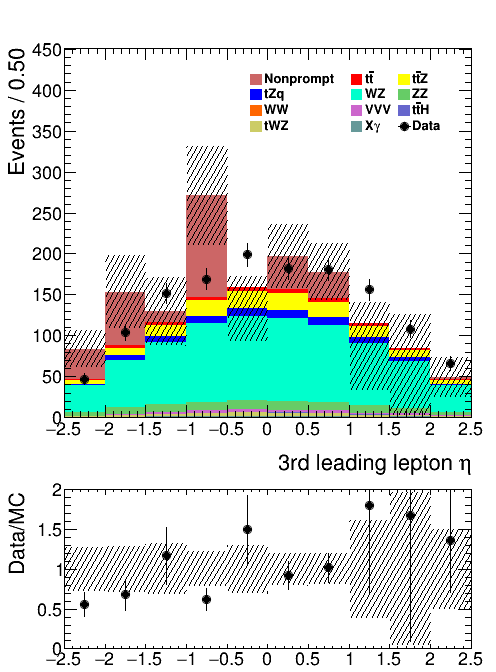 Events / 0.50
450
400
350
300
250
200
150
100
50
0
Nonprompt tt̄ tt̄Z
tZq WZ ZZ
WW VVV tt̄H
tWZ Xγ Data
−2.5 −2 −1.5 −1 −0.5 0 0.5 1 1.5 2 2.5
3rd leading lepton η
Data/MC
2
1.5
1
0.5
0
−2.5 −2 −1.5 −1 −0.5 0 0.5 1 1.5 2 2.5